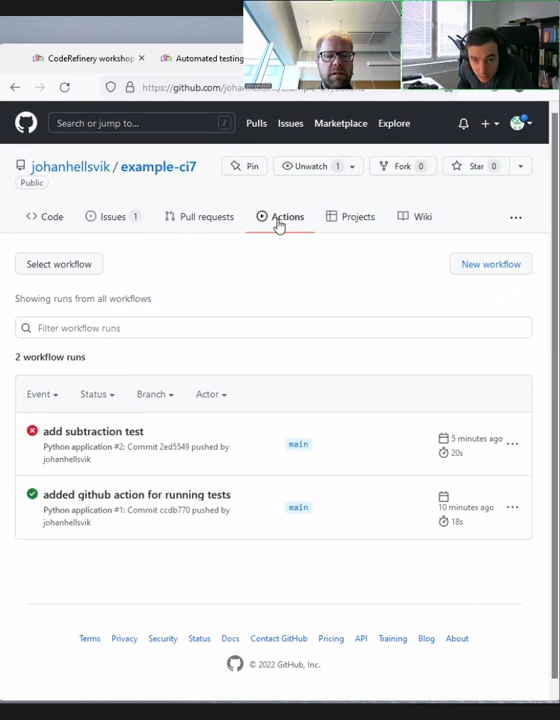 CodeRefinery workshop
Automated testing
https://github.com/joha
Search or jump to...
/
Pulls
Issues
Marketplace
Explore
johanhellsvik / example-ci7
Pin
Unwatch
1
Fork
0
Star
0
Public
Code
Issues
1
Pull requests
Actions
Projects
Wiki
Select workflow
New workflow
Showing runs from all workflows
Filter workflow runs
2 workflow runs
Event
Status
Branch
Actor
add subtraction test
Python application #2: Commit 2ed5549 pushed by
johanhellsvik
main
5 minutes ago
20s
added github action for running tests
Python application #1: Commit ccdb770 pushed by
johanhellsvik
main
10 minutes ago
18s
Terms
Privacy
Security
Status
Docs
Contact GitHub
Pricing
API
Training
Blog
About
© 2022 GitHub, Inc.